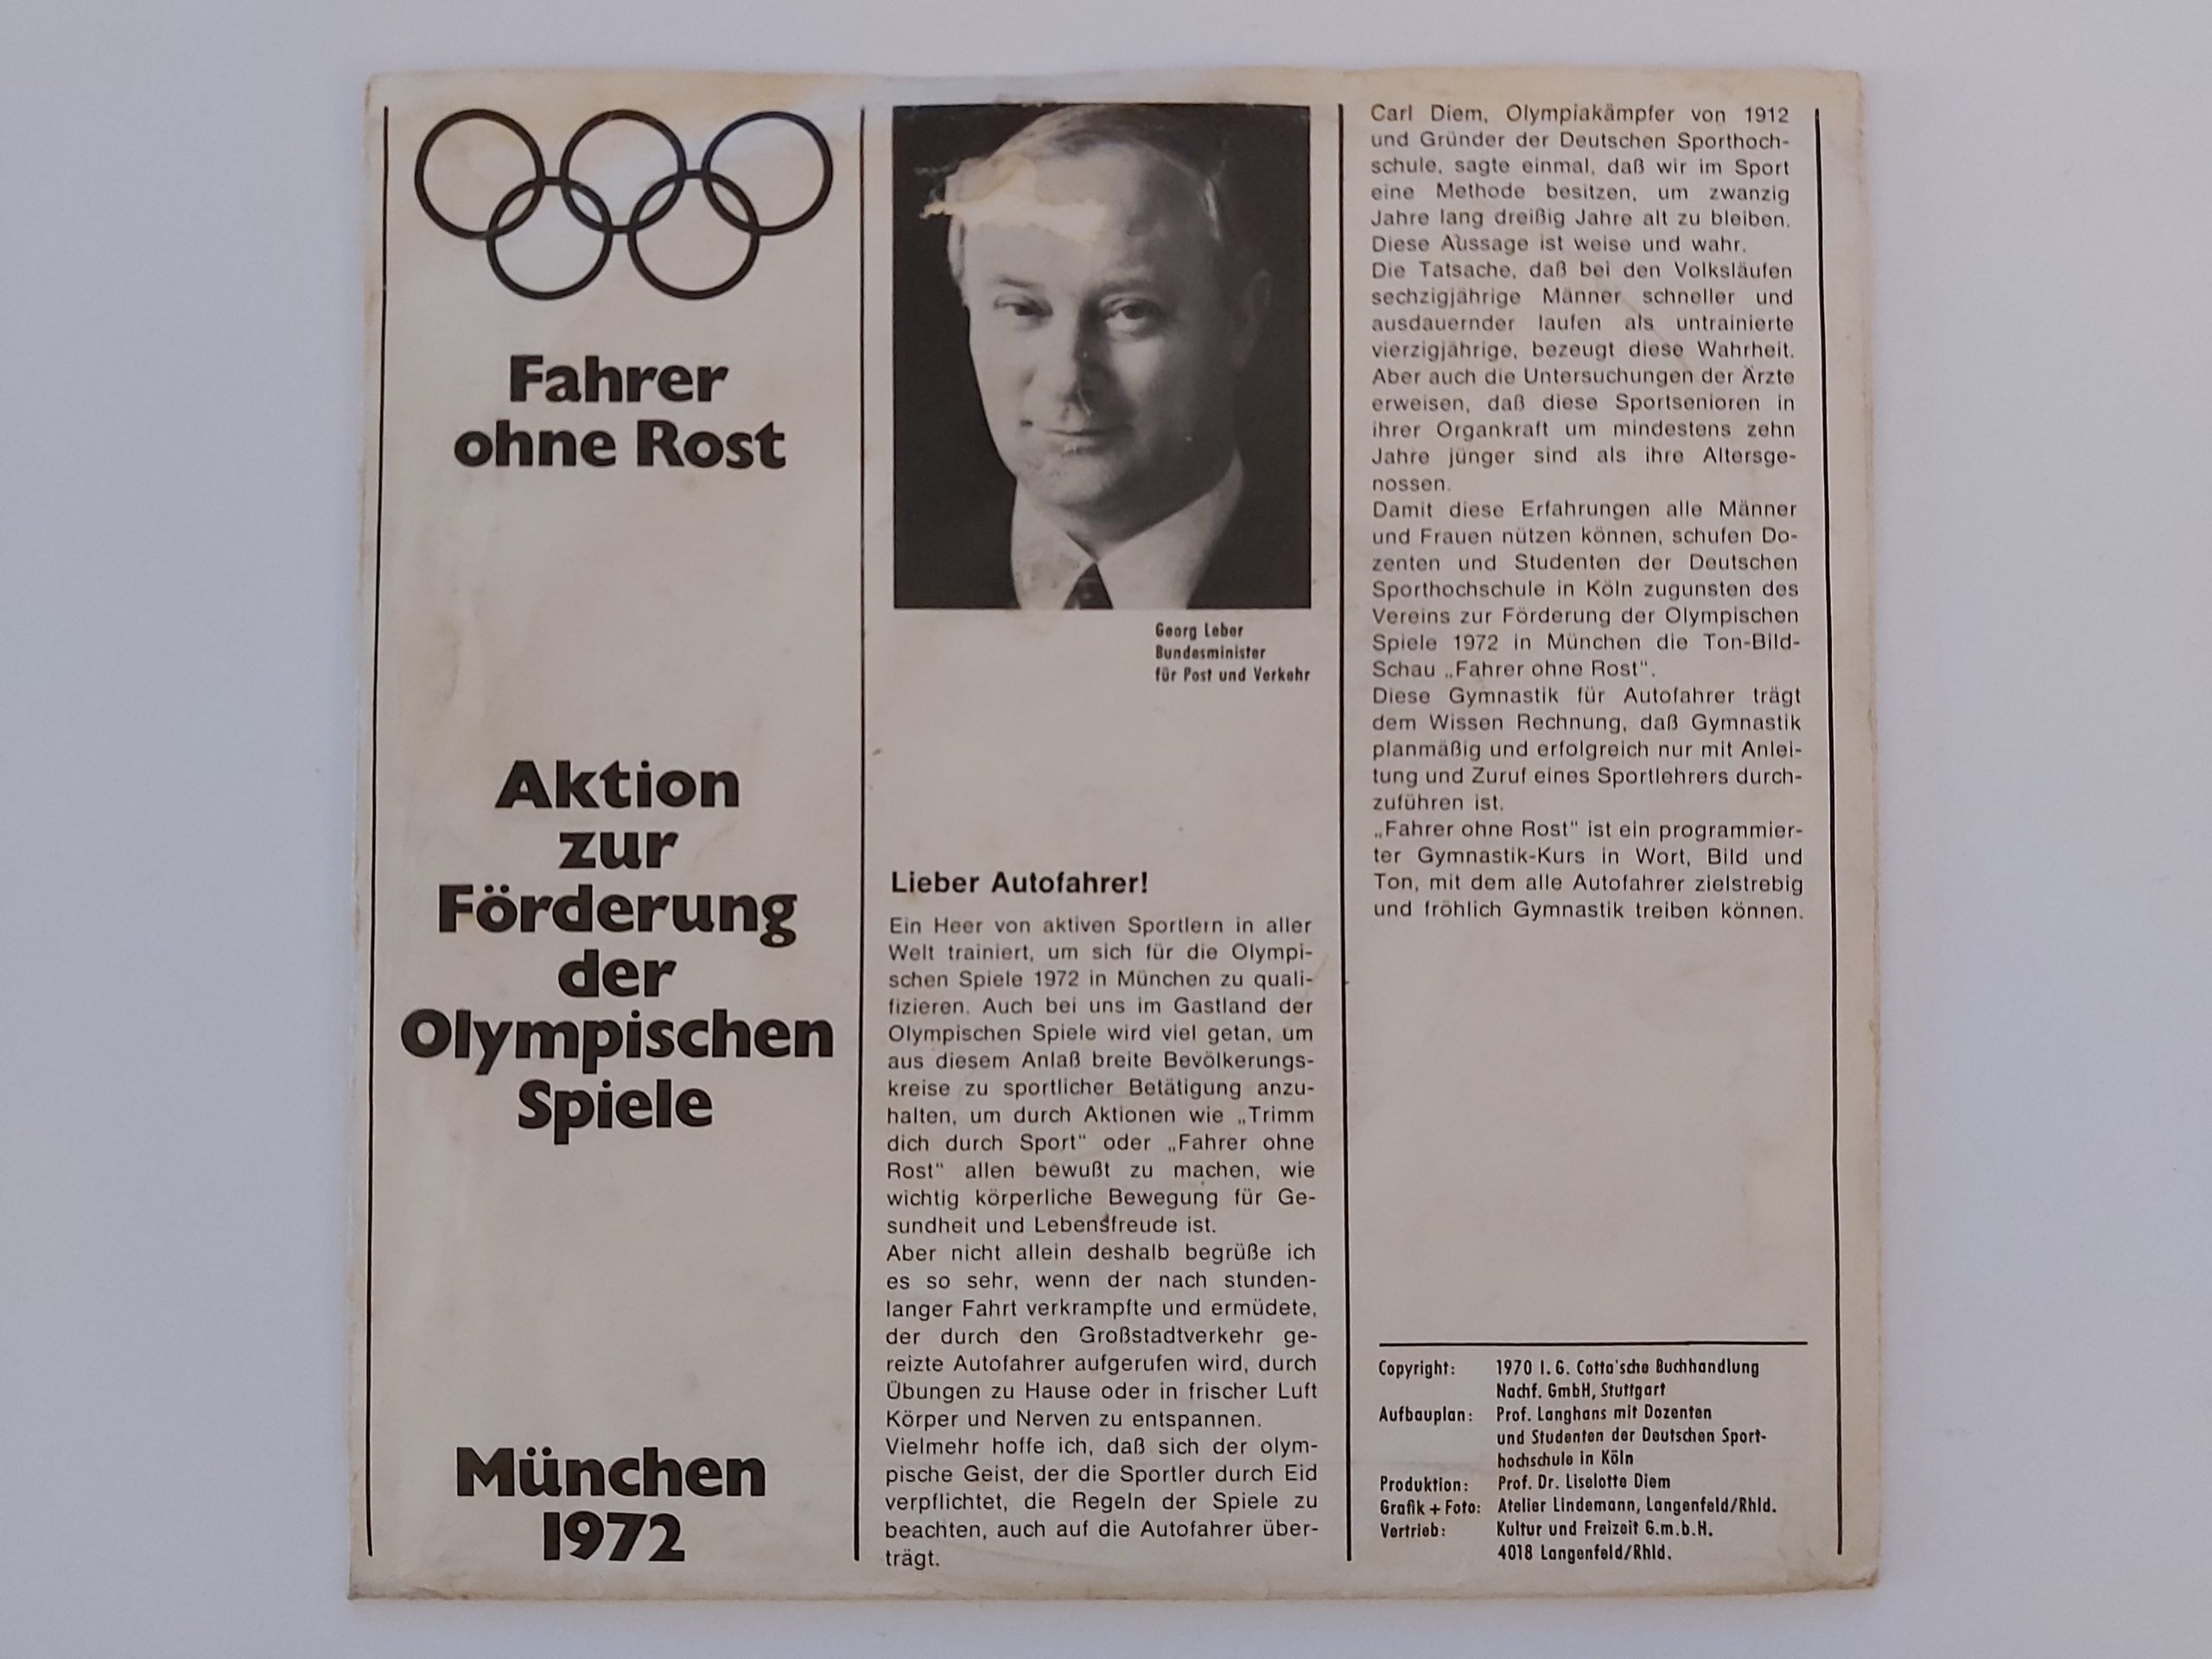 Fahrer
ohne Rost
Aktion
zur
Förderung
der
Olympischen
Spiele
München
1972
Georg Leber
Bundesminister
für Post und Verkehr
Lieber Autofahrer!
Ein Heer von aktiven Sportlern in aller
Welt trainiert, um sich für die Olympi-
schen Spiele 1972 in München zu quali-
fizieren. Auch bei uns im Gastland der
Olympischen Spiele wird viel getan, um
aus diesem Anlaß breite Bevölkerungs-
kreise zu sportlicher Betätigung anzu-
halten, um durch Aktionen wie „Trimm
dich durch Sport“ oder „Fahrer ohne
Rost“ allen bewußt zu machen, wie
wichtig körperliche Bewegung für Ge-
sundheit und Lebensfreude ist.
Aber nicht allein deshalb begrüße ich
es so sehr, wenn der nach stunden-
langer Fahrt verkrampfte und ermüdete,
der durch den Großstadtverkehr ge-
reizte Autofahrer aufgerufen wird, durch
Übungen zu Hause oder in frischer Luft
Körper und Nerven zu entspannen.
Vielmehr hoffe ich, daß sich der olym-
pische Geist, der die Sportler durch Eid
verpflichtet, die Regeln der Spiele zu
beachten, auch auf die Autofahrer über-
trägt.
Carl Diem, Olympiakämpfer von 1912
und Gründer der Deutschen Sporthoch-
schule, sagte einmal, daß wir im Sport
eine Methode besitzen, um zwanzig
Jahre lang dreißig Jahre alt zu bleiben.
Diese Aussage ist weise und wahr.
Die Tatsache, daß bei den Volksläufen
sechzigjährige Männer schneller und
ausdauernder laufen als untrainierte
vierzigjährige, bezeugt diese Wahrheit.
Aber auch die Untersuchungen der Ärzte
erweisen, daß diese Sportsenioren in
ihrer Organkraft um mindestens zehn
Jahre jünger sind als ihre Altersge-
nossen.
Damit diese Erfahrungen alle Männer
und Frauen nützen können, schufen Do-
zenten und Studenten der Deutschen
Sporthochschule in Köln zugunsten des
Vereins zur Förderung der Olympischen
Spiele 1972 in München die Ton-Bild-
Schau „Fahrer ohne Rost“.
Diese Gymnastik für Autofahrer trägt
dem Wissen Rechnung, daß Gymnastik
planmäßig und erfolgreich nur mit Anlei-
tung und Zuruf eines Sportlehrers durch-
zuführen ist.
„Fahrer ohne Rost“ ist ein programmier-
ter Gymnastik-Kurs in Wort, Bild und
Ton, mit dem alle Autofahrer zielstrebig
und fröhlich Gymnastik treiben können.
Copyright: 1970 I. G. Cotta'sche Buchhandlung
Nachf. GmbH, Stuttgart
Aufbauplan: Prof. Langhans mit Dozenten
und Studenten der Deutschen Sport-
hochschule in Köln
Produktion: Prof. Dr. Liselotte Diem
Grafik + Foto: Atelier Lindemann, Langenfeld/Rhld.
Vertrieb: Kultur und Freizeit G.m.b.H.
4018 Langenfeld/Rhld.